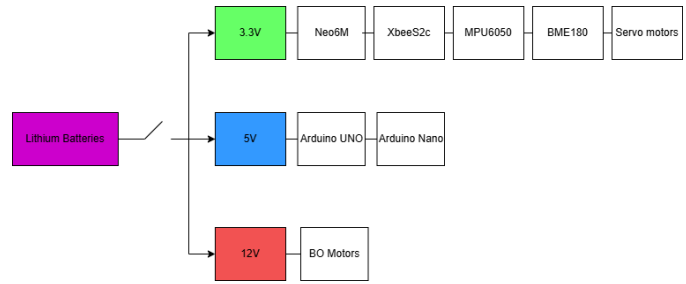 3.3V
Neo6M
XbeeS2c
MPU6050
BME180
Servo motors
Lithium Batteries
5V
Arduino UNO
Arduino Nano
12V
BO Motors